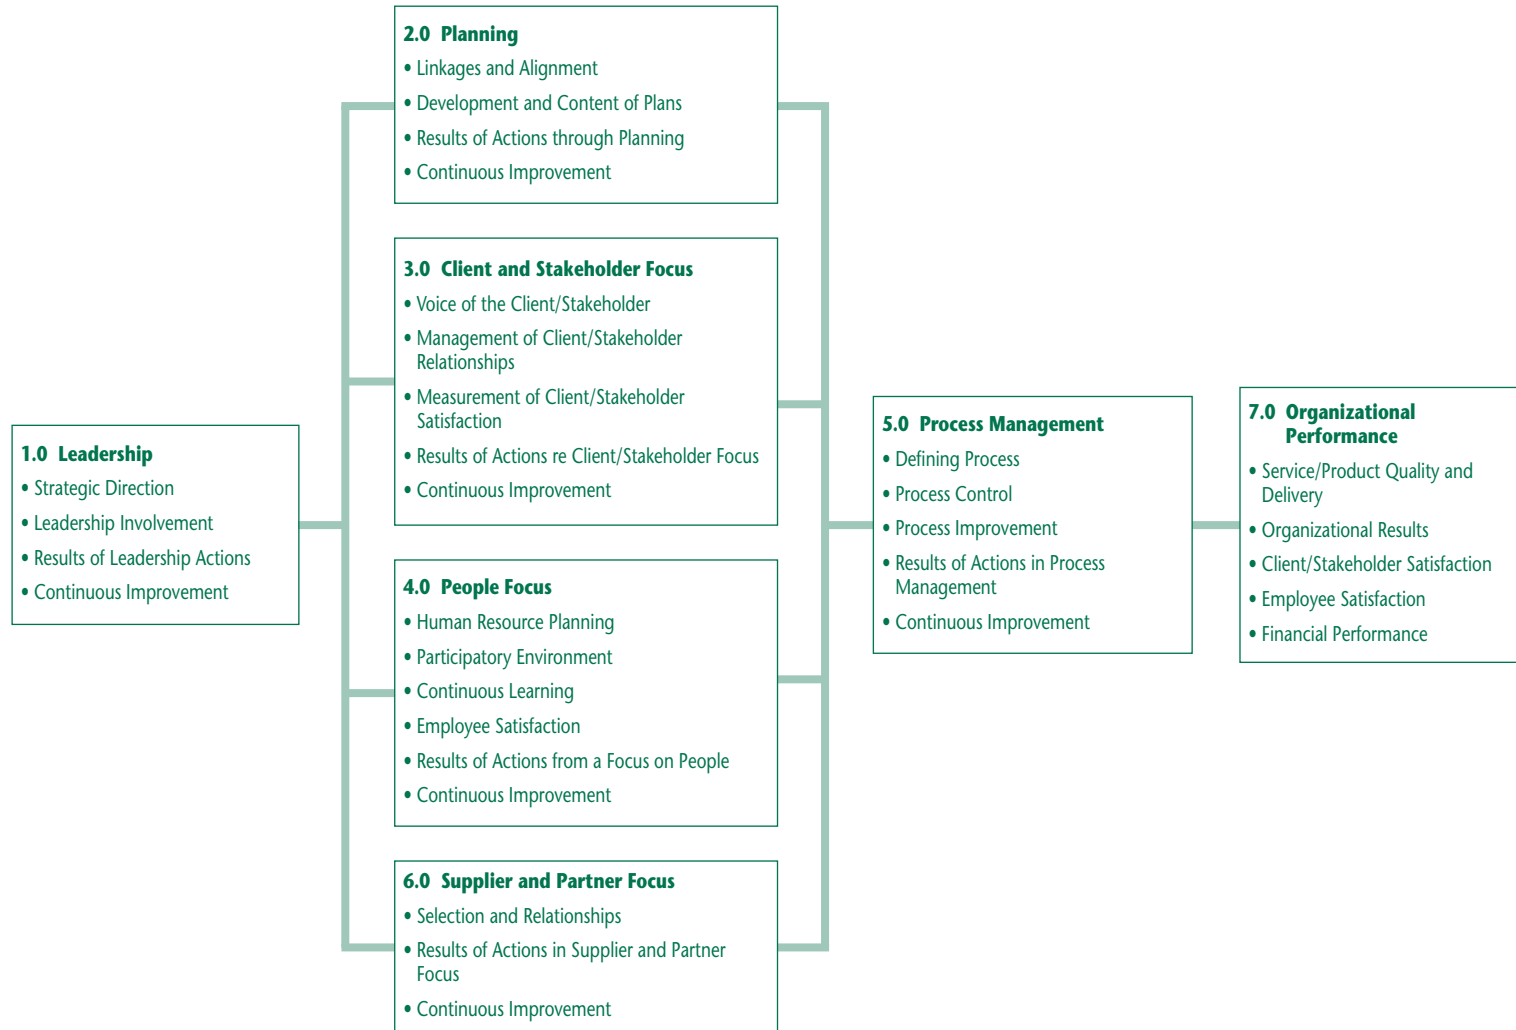 2.0 Planning
• Linkages and Alignment
• Development and Content of Plans
• Results of Actions through Planning
• Continuous Improvement
3.0 Client and Stakeholder Focus
• Voice of the Client/Stakeholder
• Management of Client/Stakeholder
Relationships
• Measurement of Client/Stakeholder
Satisfaction
• Results of Actions re Client/Stakeholder Focus
• Continuous Improvement
1.0 Leadership
• Strategic Direction
• Leadership Involvement
• Results of Leadership Actions
• Continuous Improvement
4.0 People Focus
• Human Resource Planning
• Participatory Environment
• Continuous Learning
• Employee Satisfaction
• Results of Actions from a Focus on People
• Continuous Improvement
6.0 Supplier and Partner Focus
• Selection and Relationships
• Results of Actions in Supplier and Partner
Focus
• Continuous Improvement
5.0 Process Management
• Defining Process
• Process Control
• Process Improvement
• Results of Actions in Process
Management
• Continuous Improvement
7.0 Organizational
Performance
• Service/Product Quality and
Delivery
• Organizational Results
• Client/Stakeholder Satisfaction
• Employee Satisfaction
• Financial Performance